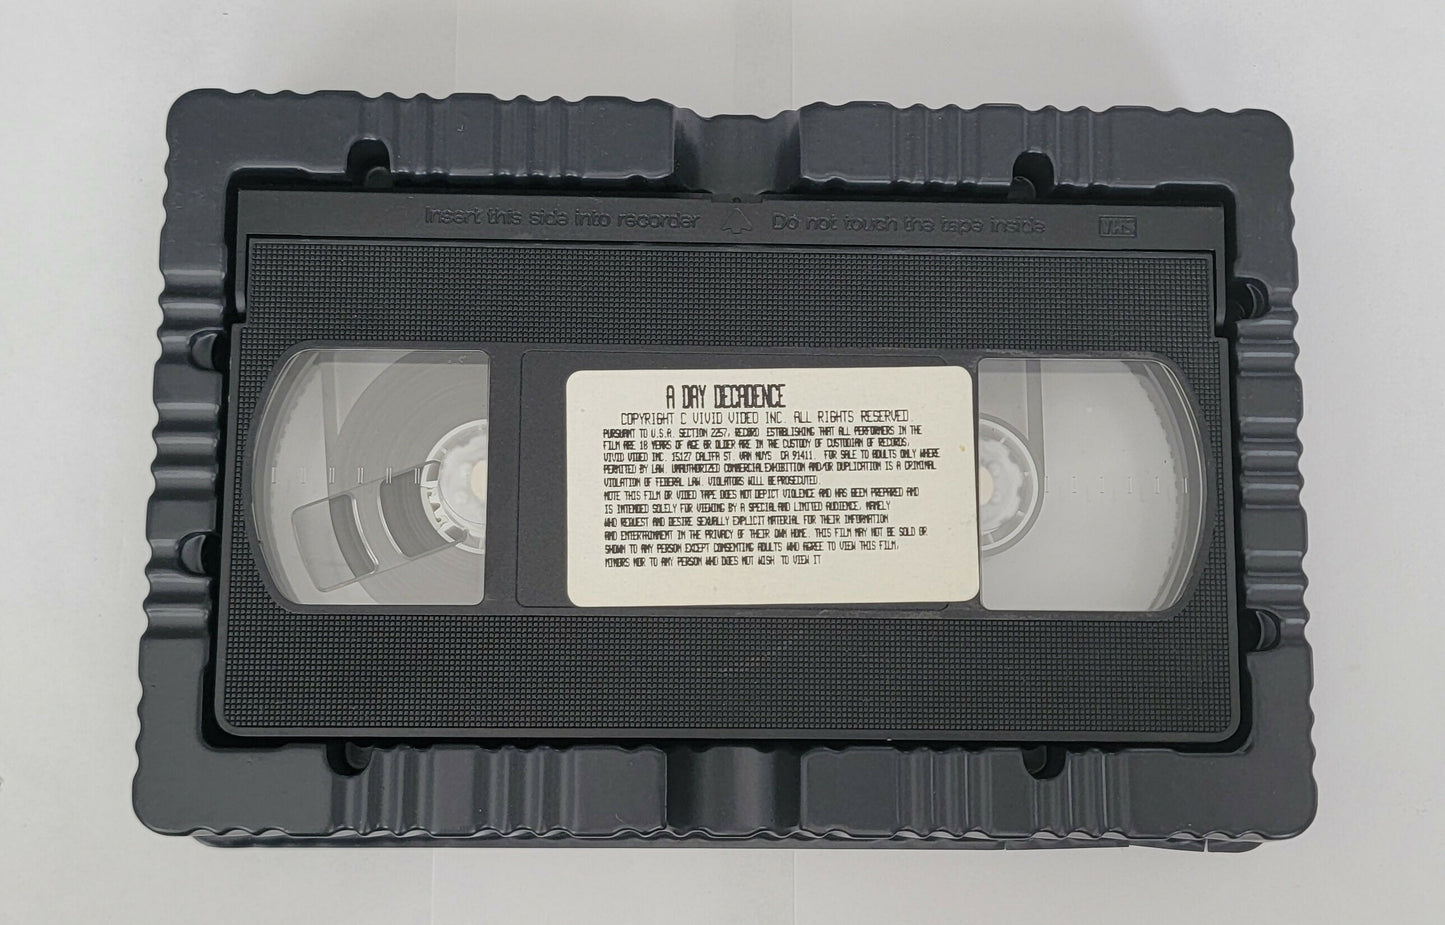 Insert this side into recorder Do not touch the tape inside VHS
A DAY DECADENCE
COPYRIGHT C VIVID VIDEO INC. ALL RIGHTS RESERVED
PURSUANT TO U.S.A. SECTION 2257, RECORD ESTABLISHING THAT ALL PERFORMERS IN THE
FILM ARE 18 YEARS OF AGE OR OLDER ARE IN THE CUSTODY OF CUSTODIAN OF RECORDS,
VIVID VIDEO INC. 15127 CALIFA ST. VAN NUYS. CA 91411. FOR SALE TO ADULTS ONLY WHERE
PERMITED BY LAW. UNAUTHORIZED COMMERCIAL EXHIBITION AND/OR DUPLICATION IS A CRIMINAL
VIOLATION OF FEDERAL LAW. VIOLATORS WILL BE PROSECUTED.
NOTE THIS FILM OR VIDEO TAPE DOES NOT DEPICT VIOLENCE AND HAS BEEN PREPARED AND
IS INTENDED SOLELY FOR VIEWING BY A SPECIAL AND LIMITED AUDIENCE, NAMELY
WHO REQUEST AND DESIRE SEXUALLY EXPLICIT MATERIAL FOR THEIR INFORMATION
AND ENTERTAINMENT IN THE PRIVACY OF THEIR OWN HOME. THIS FILM MAY NOT BE SOLD OR
SHOWN TO ANY PERSON EXCEPT CONSENTING ADULTS WHO AGREE TO VIEW THIS FILM,
MINORS NOR TO ANY PERSON WHO DOES NOT WISH TO VIEW IT